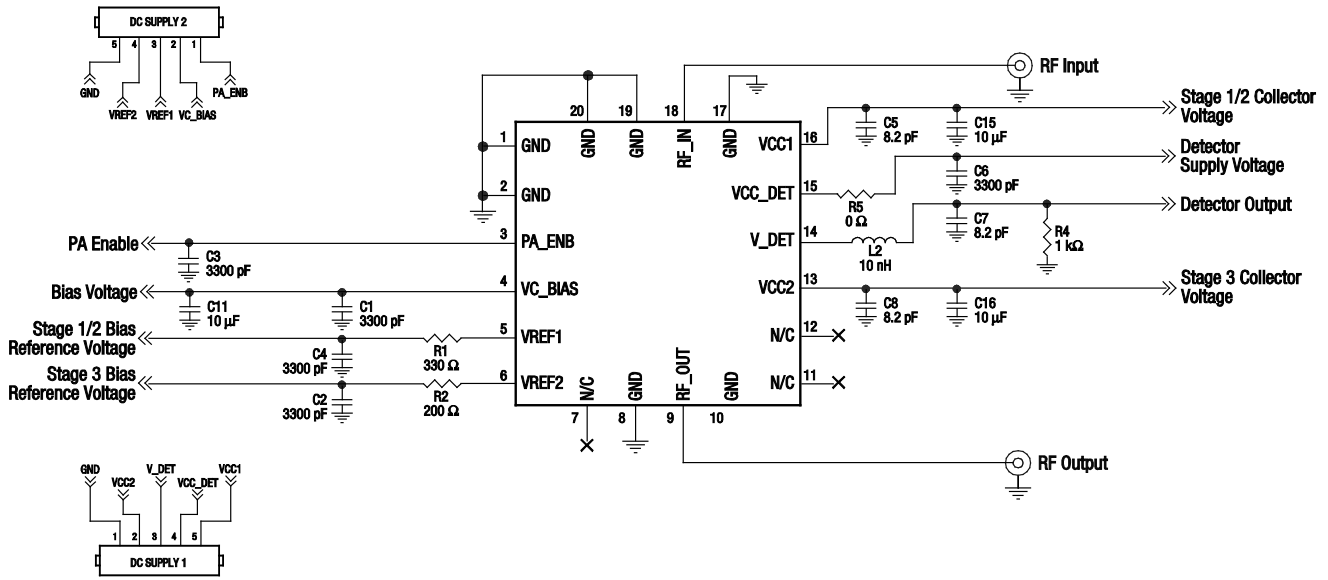 DC SUPPLY 2
5 4 3 2 1
GND
VREF2 VREF1 VC_BIAS
PA_ENB
RF Input
20 19 18 17
GND GND RF_IN GND
1 GND
2 GND
3 PA_ENB
4 VC_BIAS
5 VREF1
6 VREF2
16 VCC1
15 VCC_DET
14 V_DET
13 VCC2
12 N/C
11 N/C
N/C GND RF_OUT GND
7 8 9 10
Stage 1/2 Collector
Voltage
C5
8.2 pF
C15
10 µF
Detector
Supply Voltage
C6
3300 pF
R5
0 Ω
Detector Output
C7
8.2 pF
R4
1 kΩ
L2
10 nH
Stage 3 Collector
Voltage
C8
8.2 pF
C16
10 µF
PA Enable
C3
3300 pF
Bias Voltage
C11
10 µF
C1
3300 pF
Stage 1/2 Bias
Reference Voltage
C4
3300 pF
R1
330 Ω
Stage 3 Bias
Reference Voltage
C2
3300 pF
R2
200 Ω
RF Output
GND
VCC2
V_DET
VCC_DET
VCC1
1 2 3 4 5
DC SUPPLY 1